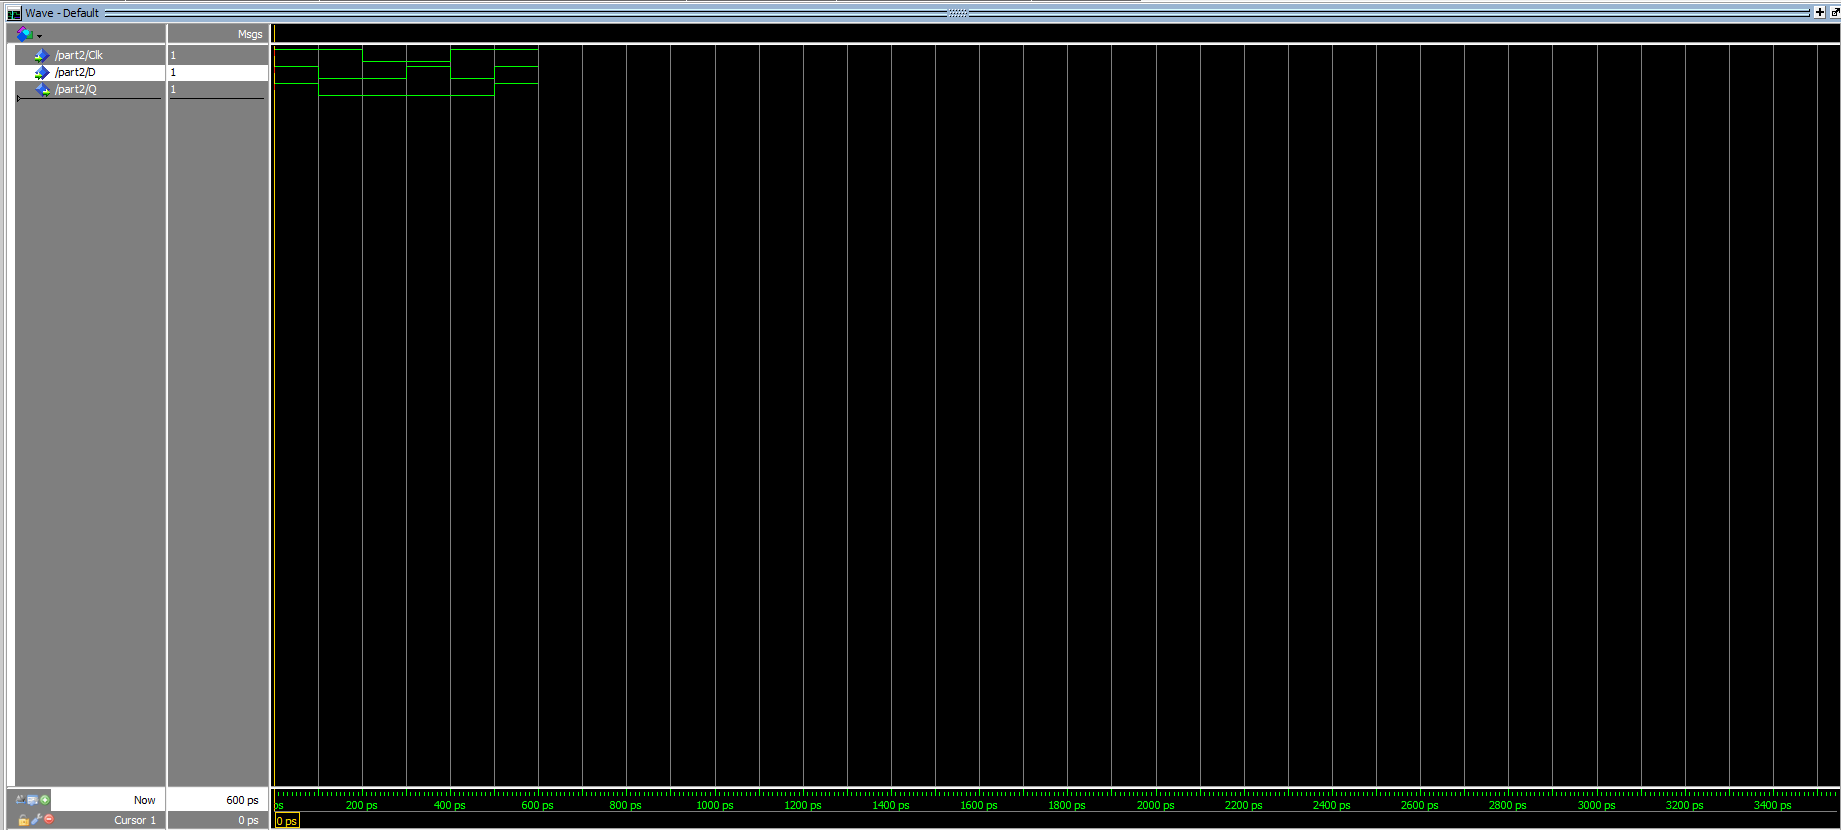 Wave - Default
Msgs
/part2/Clk 1
/part2/D 1
/part2/Q 1
Now 600 ps
ps 200 ps 400 ps 600 ps 800 ps 1000 ps 1200 ps 1400 ps 1600 ps 1800 ps 2000 ps 2200 ps 2400 ps 2600 ps 2800 ps 3000 ps 3200 ps 3400 ps
Cursor 1 0 ps
0 ps